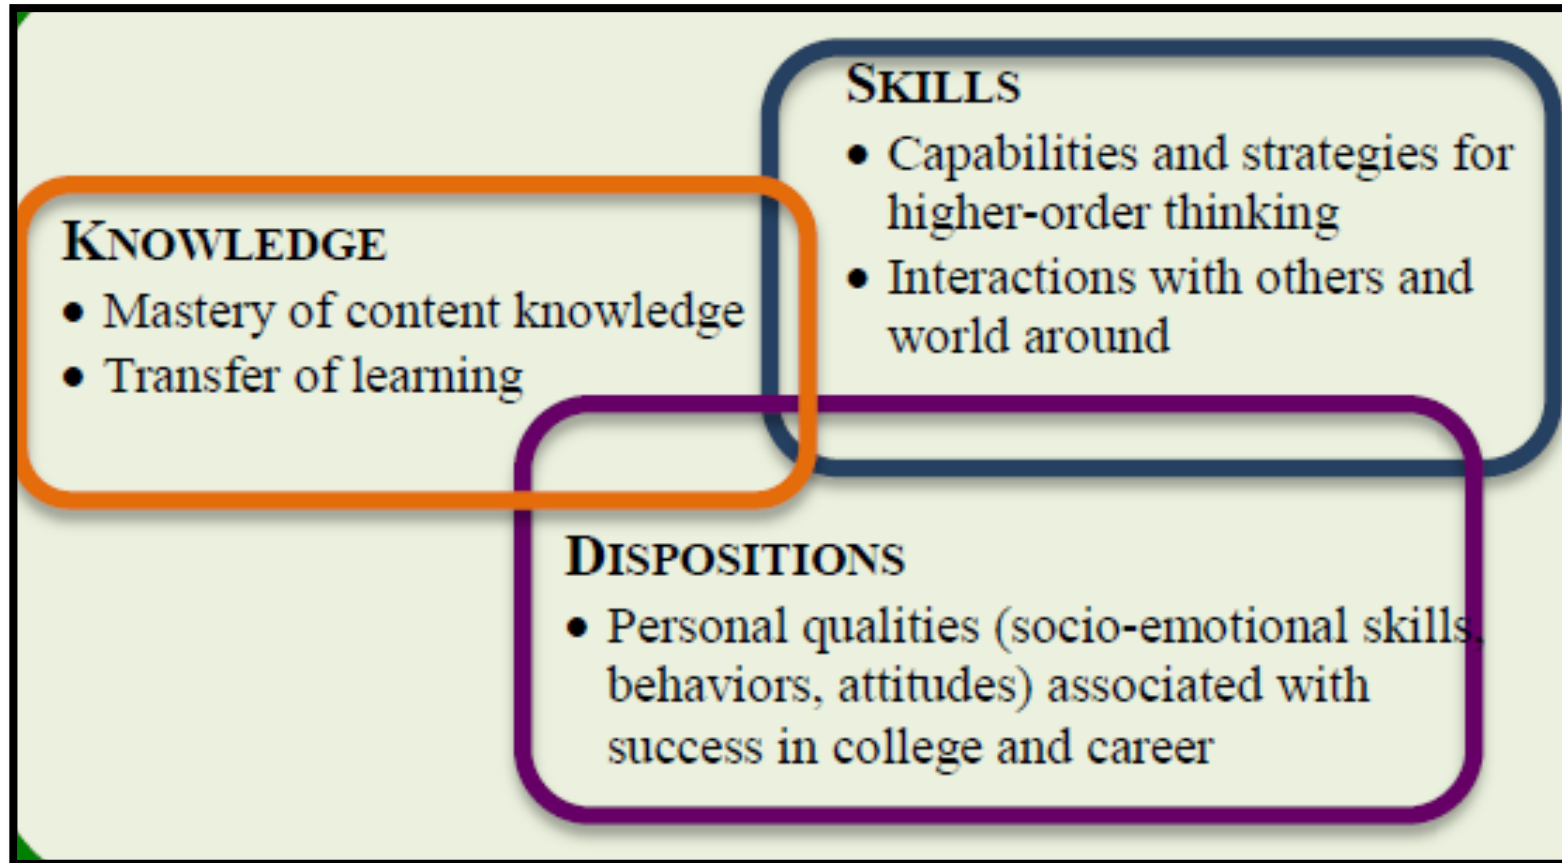 SKILLS
• Capabilities and strategies for
higher-order thinking
• Interactions with others and
world around
KNOWLEDGE
• Mastery of content knowledge
• Transfer of learning
DISPOSITIONS
• Personal qualities (socio-emotional skills,
behaviors, attitudes) associated with
success in college and career